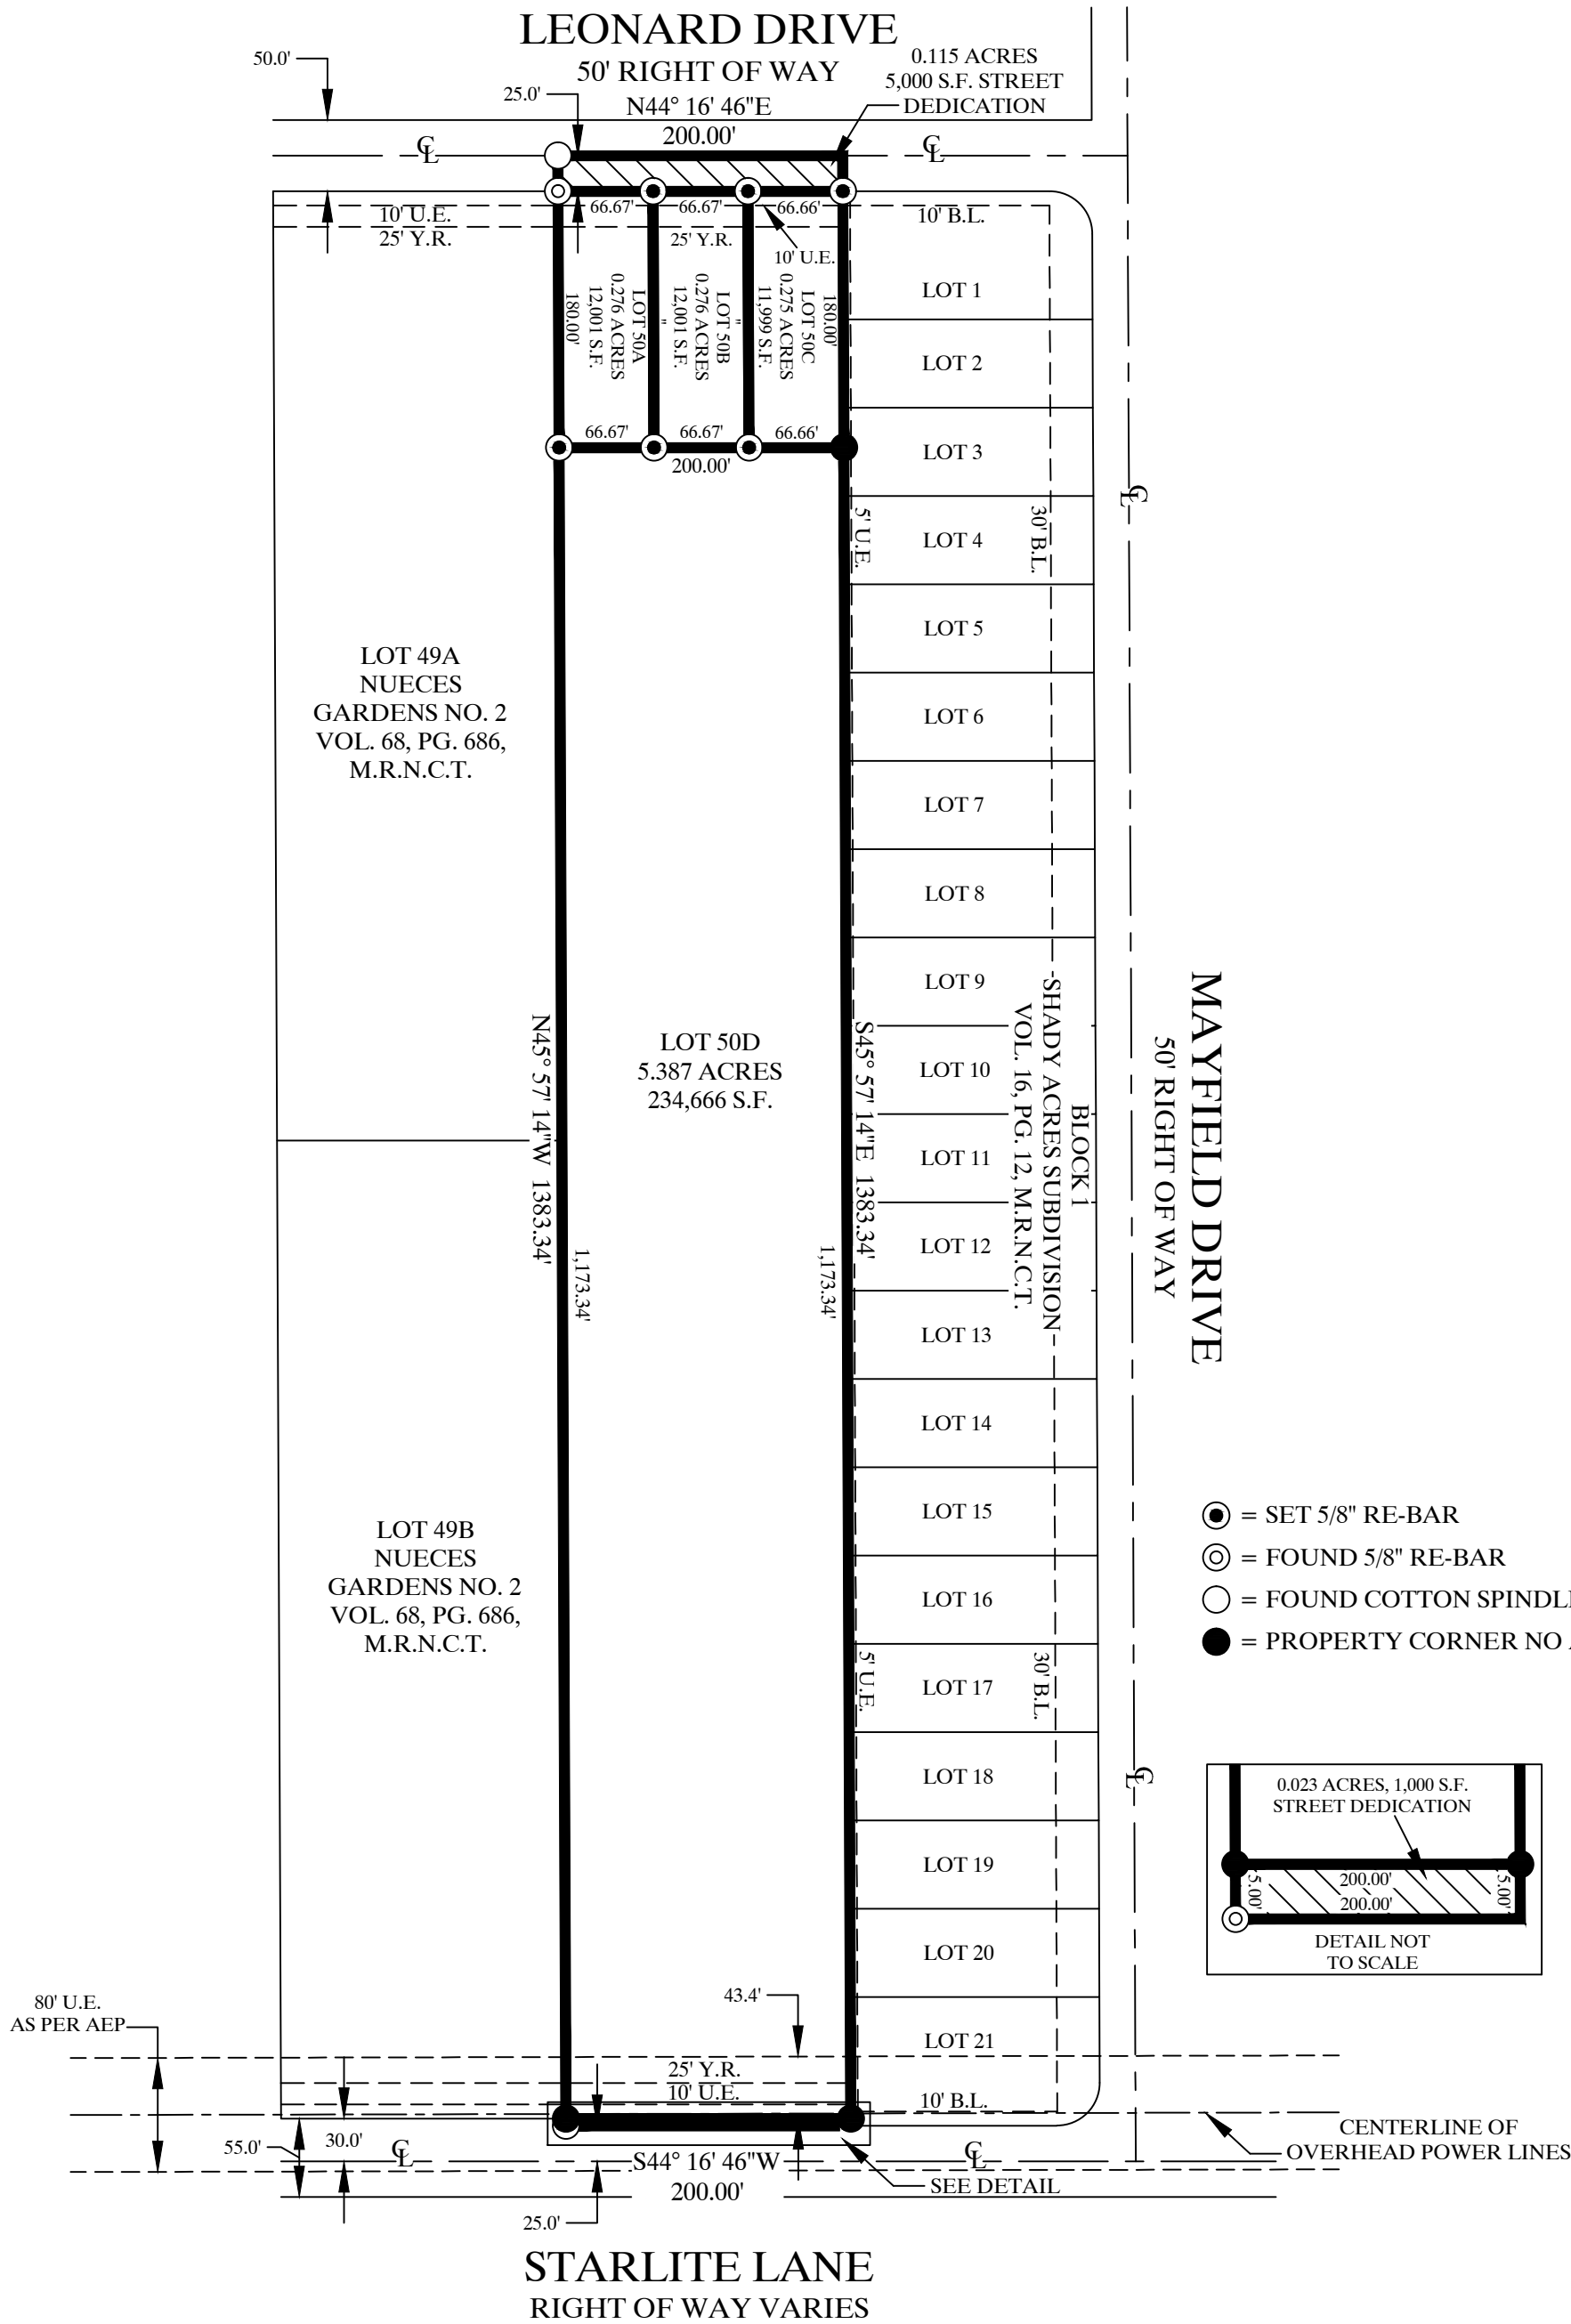 LEONARD DRIVE
50' RIGHT OF WAY
N44° 16' 46"E
200.00'
50.0'
25.0'
0.115 ACRES
5,000 S.F. STREET
DEDICATION
℄
℄
10' U.E.
25' Y.R.
66.67'
66.67'
66.66'
25' Y.R.
10' U.E.
10' B.L.
180.00'
12,001 S.F.
0.276 ACRES
LOT 50A
"
12,001 S.F.
0.276 ACRES
LOT 50B
"
11,999 S.F.
0.275 ACRES
LOT 50C
180.00'
66.67'
66.67'
66.66'
200.00'
LOT 1
LOT 2
LOT 3
LOT 4
LOT 5
LOT 6
LOT 7
LOT 8
LOT 9
LOT 10
LOT 11
LOT 12
LOT 13
LOT 14
LOT 15
LOT 16
LOT 17
LOT 18
LOT 19
LOT 20
LOT 21
5' U.E.
30' B.L.
℄
LOT 49A
NUECES
GARDENS NO. 2
VOL. 68, PG. 686,
M.R.N.C.T.
LOT 50D
5.387 ACRES
234,666 S.F.
N45° 57' 14"W 1383.34'
1,173.34'
S45° 57' 14"E 1383.34'
1,173.34'
BLOCK 1
SHADY ACRES SUBDIVISION
VOL. 16, PG. 12, M.R.N.C.T.
MAYFIELD DRIVE
50' RIGHT OF WAY
LOT 49B
NUECES
GARDENS NO. 2
VOL. 68, PG. 686,
M.R.N.C.T.
= SET 5/8" RE-BAR
= FOUND 5/8" RE-BAR
= FOUND COTTON SPINDL
= PROPERTY CORNER NO
5' U.E.
30' B.L.
℄
0.023 ACRES, 1,000 S.F.
STREET DEDICATION
5.00'
200.00'
200.00'
5.00'
DETAIL NOT
TO SCALE
80' U.E.
AS PER AEP
43.4'
25' Y.R.
10' U.E.
10' B.L.
CENTERLINE OF
OVERHEAD POWER LINES
55.0'
30.0'
℄
S44° 16' 46"W
200.00'
℄
SEE DETAIL
25.0'
STARLITE LANE
RIGHT OF WAY VARIES